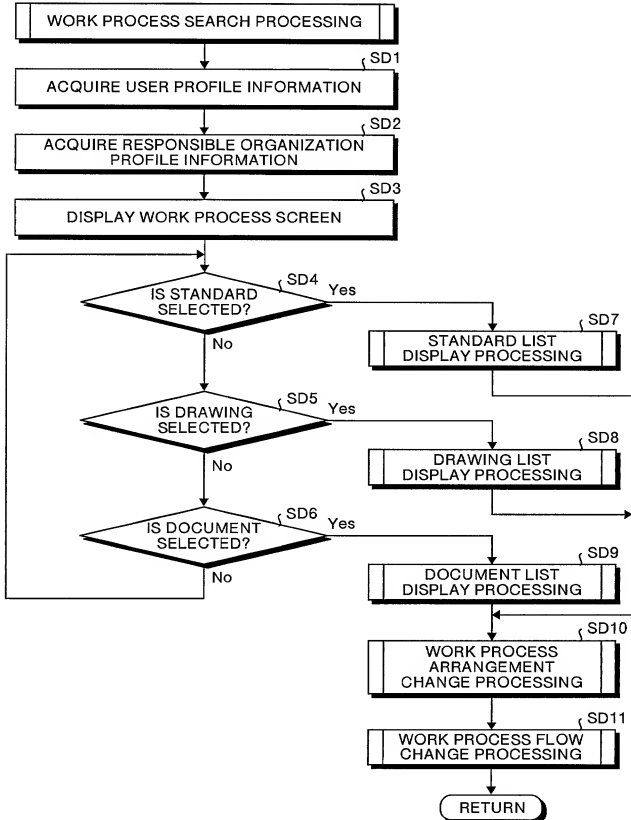 WORK PROCESS SEARCH PROCESSING
SD1
ACQUIRE USER PROFILE INFORMATION
SD2
ACQUIRE RESPONSIBLE ORGANIZATION
PROFILE INFORMATION
SD3
DISPLAY WORK PROCESS SCREEN
SD4
IS STANDARD
SELECTED?
Yes
No
SD7
STANDARD LIST
DISPLAY PROCESSING
SD5
IS DRAWING
SELECTED?
Yes
No
SD8
DRAWING LIST
DISPLAY PROCESSING
SD6
IS DOCUMENT
SELECTED?
Yes
No
SD9
DOCUMENT LIST
DISPLAY PROCESSING
SD10
WORK PROCESS
ARRANGEMENT
CHANGE PROCESSING
SD11
WORK PROCESS FLOW
CHANGE PROCESSING
RETURN